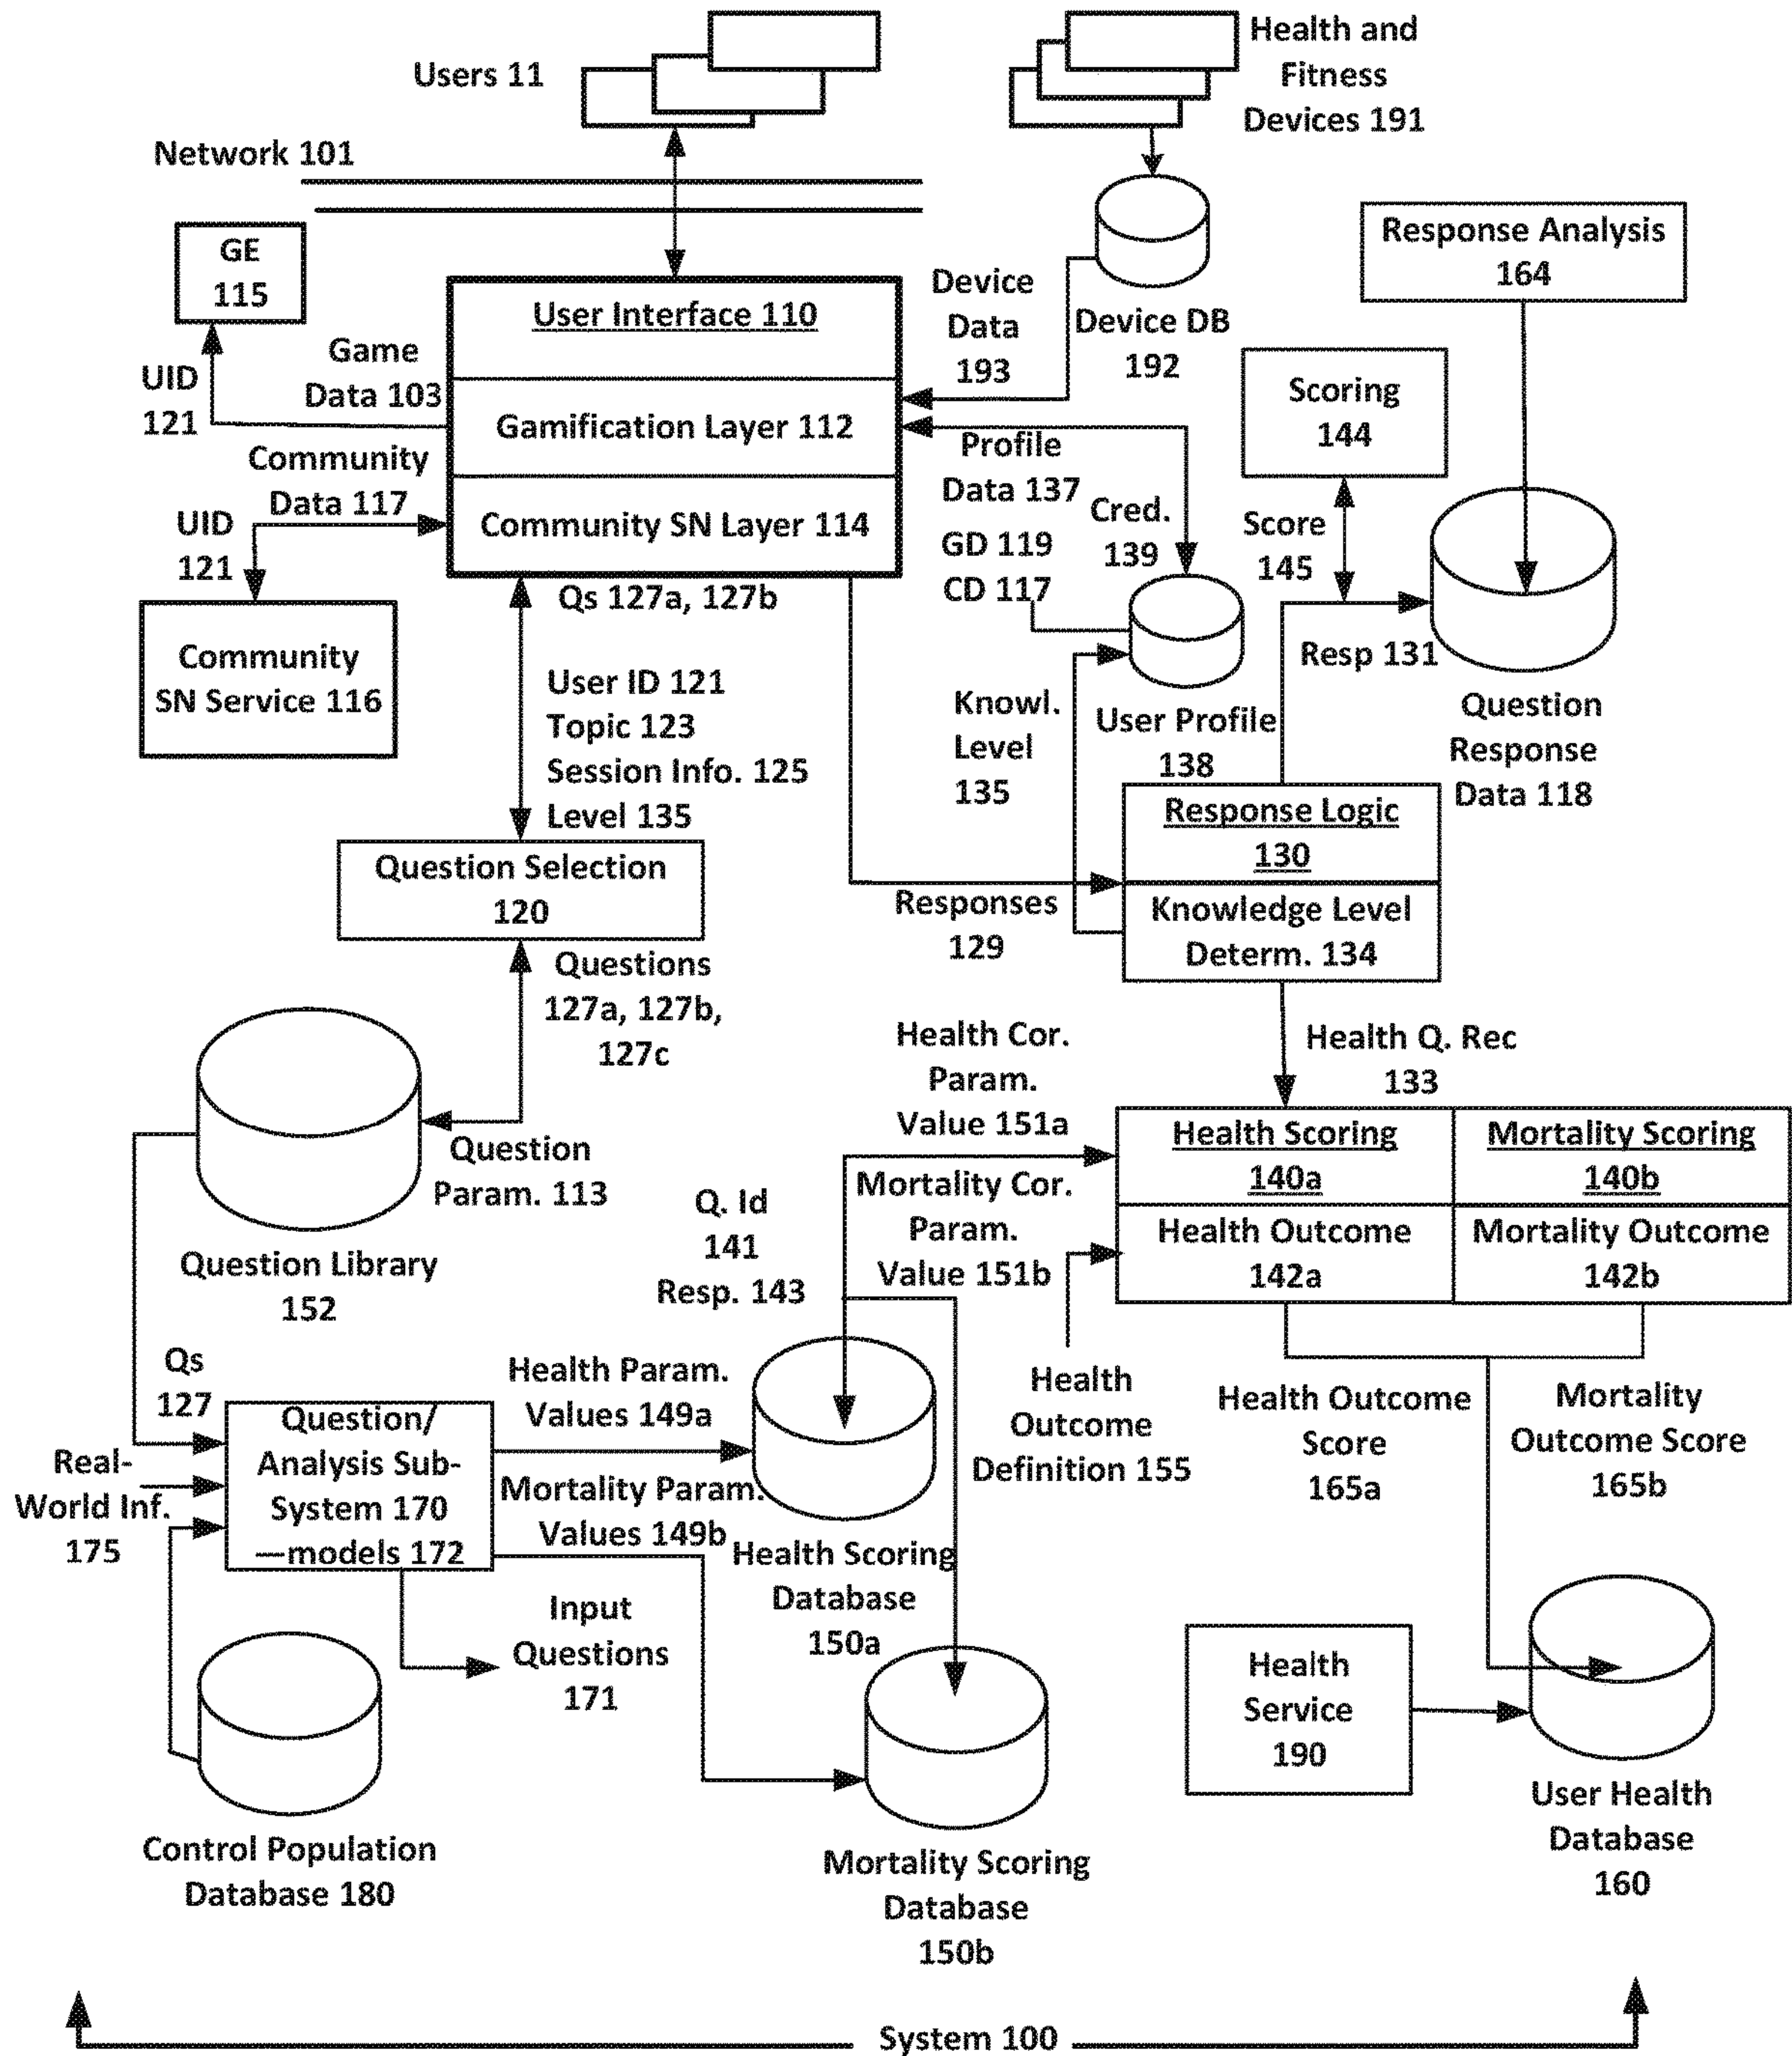 Users 11
Health and
Fitness
Devices 191
Network 101
GE
115
User Interface 110
Gamification Layer 112
Community SN Layer 114
Device
Data
193
Device DB
192
Response Analysis
164
Game
Data 103
UID
121
Community
Data 117
UID
121
Community
SN Service 116
Profile
Data 137
GD 119
CD 117
Cred.
139
Scoring
144
Score
145
Resp 131
Question
Response
Data 118
Qs 127a, 127b
User ID 121
Topic 123
Session Info. 125
Level 135
Knowl.
Level
135
User Profile
138
Response Logic
130
Knowledge Level
Determ. 134
Question Selection
120
Responses
129
Questions
127a, 127b,
127c
Question
Param. 113
Question Library
152
Health Cor.
Param.
Value 151a
Mortality Cor.
Param.
Value 151b
Health Q. Rec
133
Health Scoring
140a
Mortality Scoring
140b
Health Outcome
142a
Mortality Outcome
142b
Q. Id
141
Resp. 143
Qs
127
Real-
World Inf.
175
Question/
Analysis Sub-
System 170
—models 172
Health Param.
Values 149a
Mortality Param.
Values 149b
Health Scoring
Database
150a
Health
Outcome
Definition 155
Health Outcome
Score
165a
Mortality
Outcome Score
165b
Input
Questions
171
Health
Service
190
User Health
Database
160
Control Population
Database 180
Mortality Scoring
Database
150b
System 100